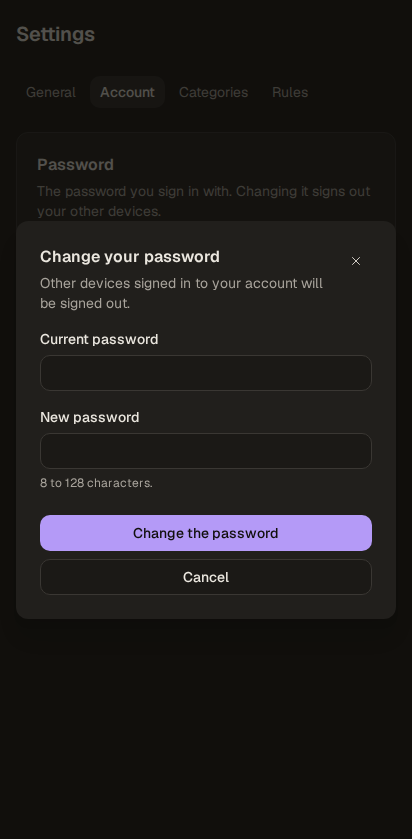 Settings
General Account Categories Rules
Password
The password you sign in with. Changing it signs out
your other devices.
Change your password
Other devices signed in to your account will
be signed out.
Current password
New password
8 to 128 characters.
Change the password
Cancel